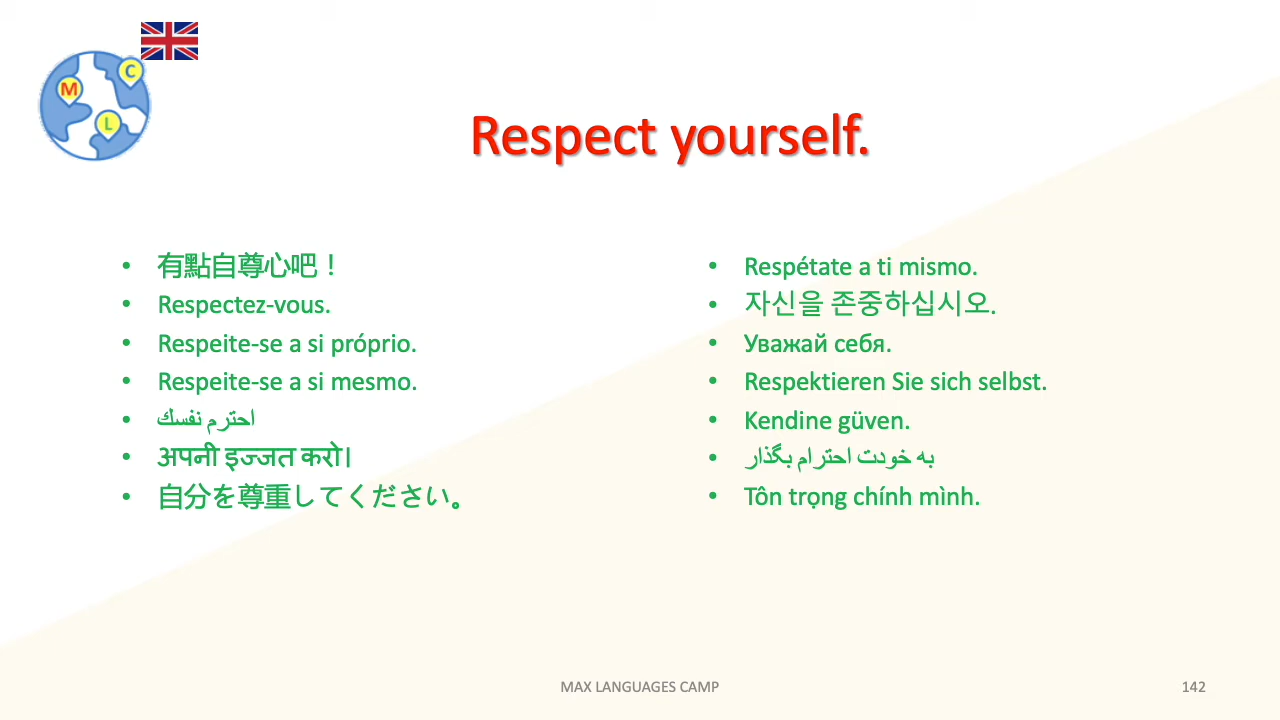 C
M
L
Respect yourself.
• 有點自尊心吧！
• Respectez-vous.
• Respeite-se a si próprio.
• Respeite-se a si mesmo.
• احترم نفسك
• अपनी इज्जत करो।
• 自分を尊重してください。
• Respétate a ti mismo.
• 자신을 존중하십시오.
• Уважай себя.
• Respektieren Sie sich selbst.
• Kendine güven.
• به خودت احترام بگذار
• Tôn trọng chính mình.
MAX LANGUAGES CAMP
142